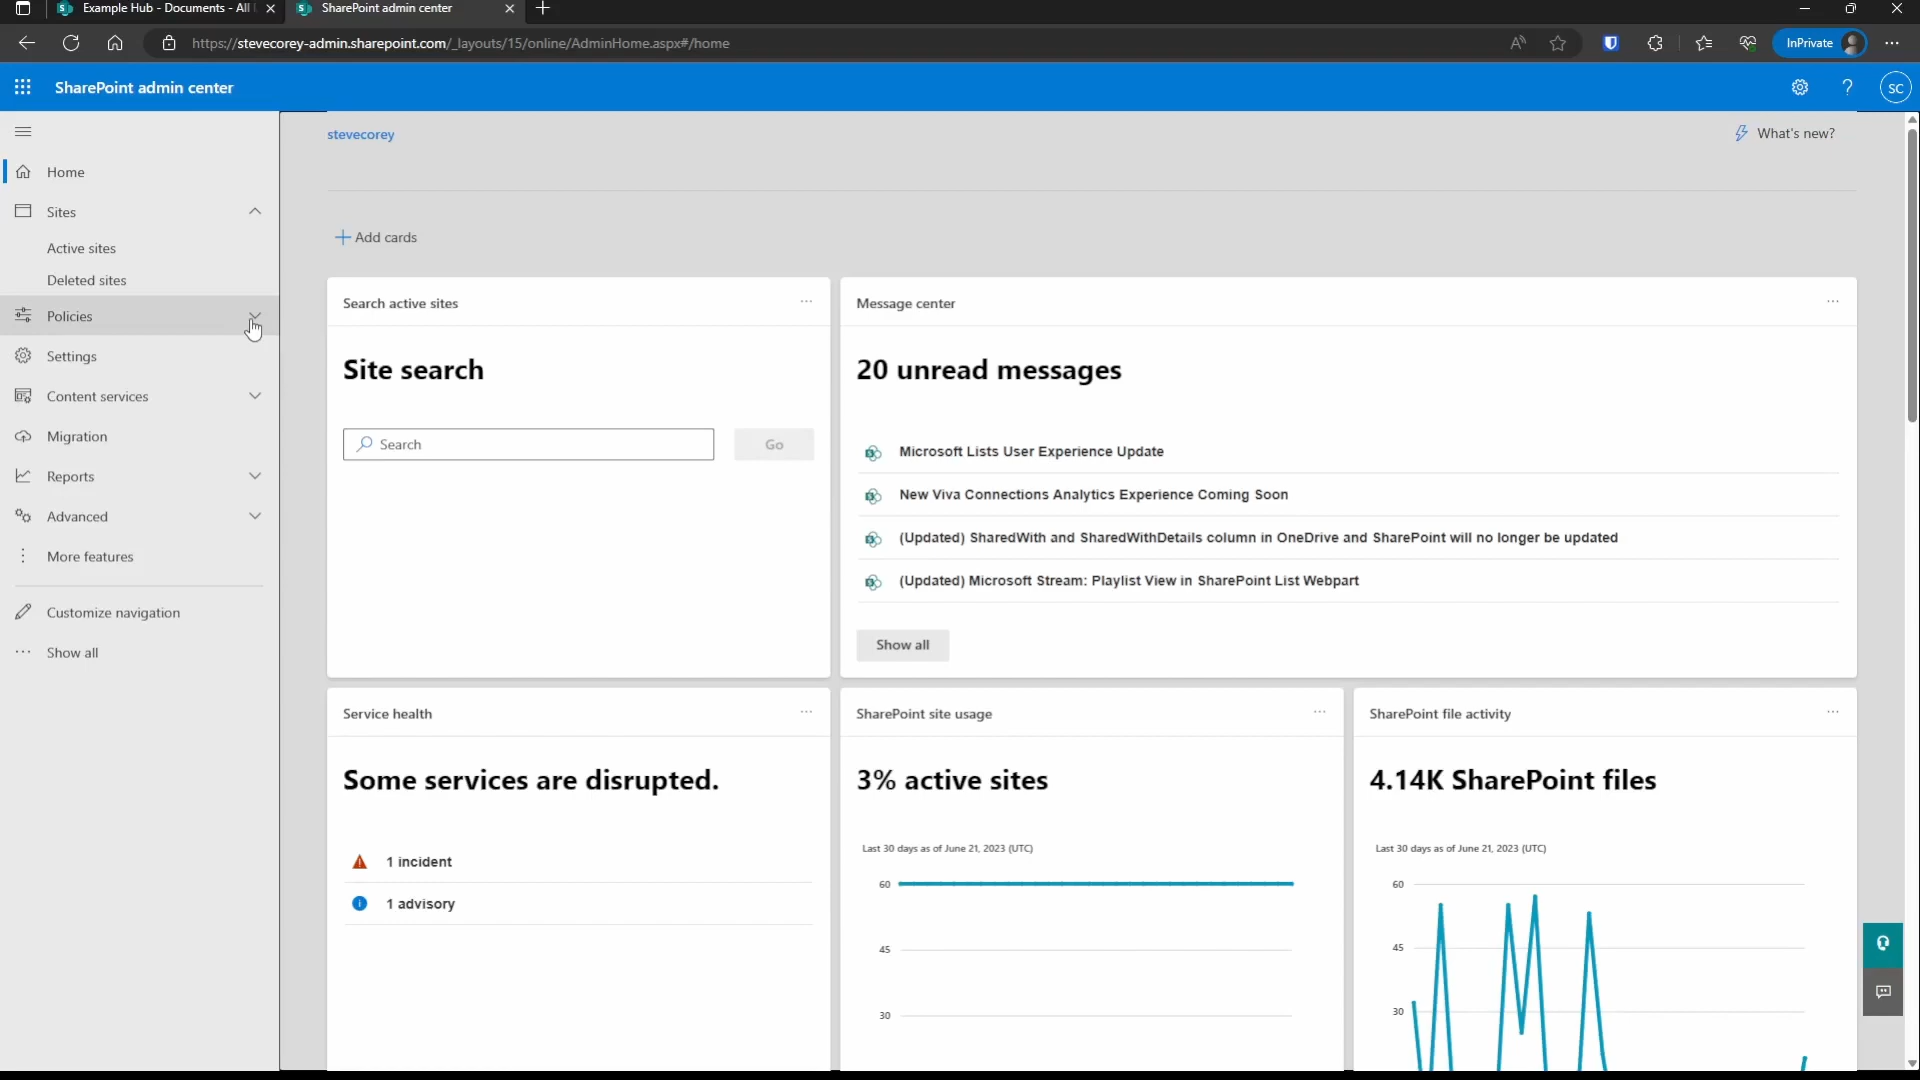 Example Hub - Documents - All
SharePoint admin center
https://stevecorey-admin.sharepoint.com/_layouts/15/online/AdminHome.aspx#/home
InPrivate
SharePoint admin center
?
SC
stevecorey
What's new?
Home
Sites
Active sites
Deleted sites
Policies
Settings
Content services
Migration
Reports
Advanced
More features
Customize navigation
Show all
Add cards
Search active sites
Site search
Search
Go
Message center
20 unread messages
Microsoft Lists User Experience Update
New Viva Connections Analytics Experience Coming Soon
(Updated) SharedWith and SharedWithDetails column in OneDrive and SharePoint will no longer be updated
(Updated) Microsoft Stream: Playlist View in SharePoint List Webpart
Show all
Service health
Some services are disrupted.
1 incident
1 advisory
SharePoint site usage
3% active sites
Last 30 days as of June 21, 2023 (UTC)
60
45
30
SharePoint file activity
4.14K SharePoint files
Last 30 days as of June 21, 2023 (UTC)
60
45
30